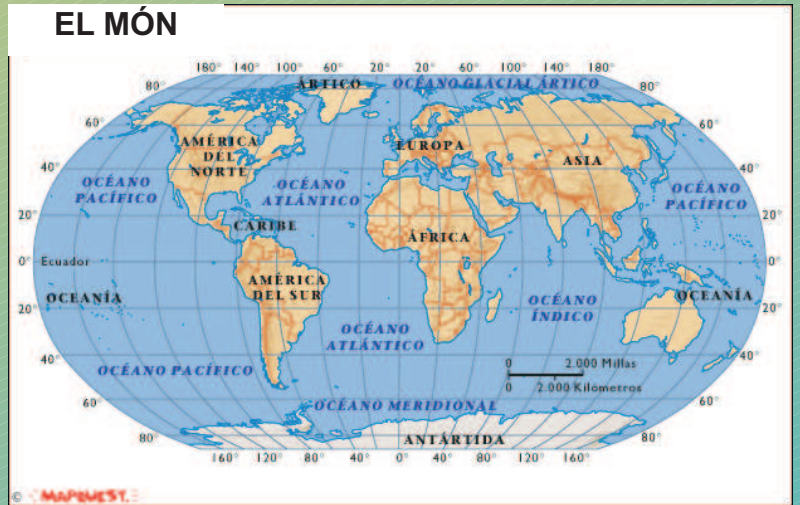 EL MÓN
180° 140° 100° 60° 20° 20° 60° 100° 140° 180°
ÁRTICO
OCÉANO GLACIAL ÁRTICO
80° 80°
60° 60°
AMÉRICA
DEL
NORTE
EUROPA
ASIA
40° 40°
OCÉANO
PACÍFICO
OCÉANO
ATLÁNTICO
OCÉANO
PACÍFICO
20° 20°
CARIBE
ÁFRICA
0° Ecuador 0°
AMÉRICA
DEL SUR
OCEANÍA
OCÉANO
ÍNDICO
OCEANÍA
20° 20°
OCÉANO
ATLÁNTICO
40° 40°
OCÉANO PACÍFICO
0 2.000 Millas
0 2.000 Kilometros
60° 60°
OCÉANO MERIDIONAL
80° 80°
ANTÁRTIDA
160° 120° 80° 40° 0° 40° 80° 120° 160°
© MAPQUEST